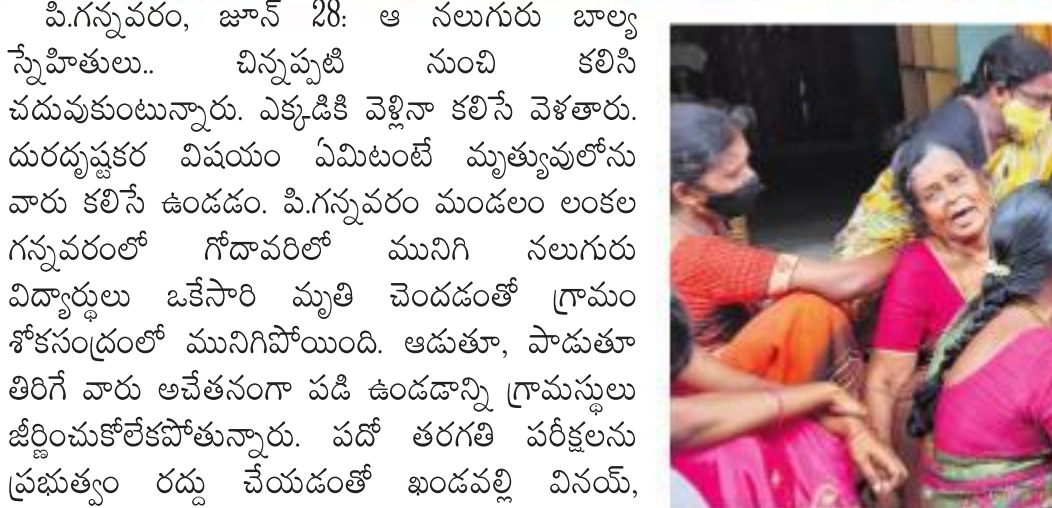 పి.గన్నవరం, జూన్ 28: ఆ నలుగురు బాల్య
స్నేహితులు.. చిన్నప్పటి నుంచి కలిసి
చదువుకుంటున్నారు. ఎక్కడికి వెళ్లినా కలిసే వెళతారు.
దురదృష్టకర విషయం ఏమిటంటే మృత్యువులోను
వారు కలిసే ఉండడం. పి.గన్నవరం మండలం లంకల
గన్నవరంలో గోదావరిలో మునిగి నలుగురు
విద్యార్థులు ఒకేసారి మృతి చెందడంతో గ్రామం
శోకసంద్రంలో మునిగిపోయింది. ఆడుతూ, పాడుతూ
తిరిగే వారు అచేతనంగా పడి ఉండడాన్ని గ్రామస్థులు
జీర్ణించుకోలేకపోతున్నారు. పదో తరగతి పరీక్షలను
ప్రభుత్వం రద్దు చేయడంతో ఖండవల్లి వినయ్,